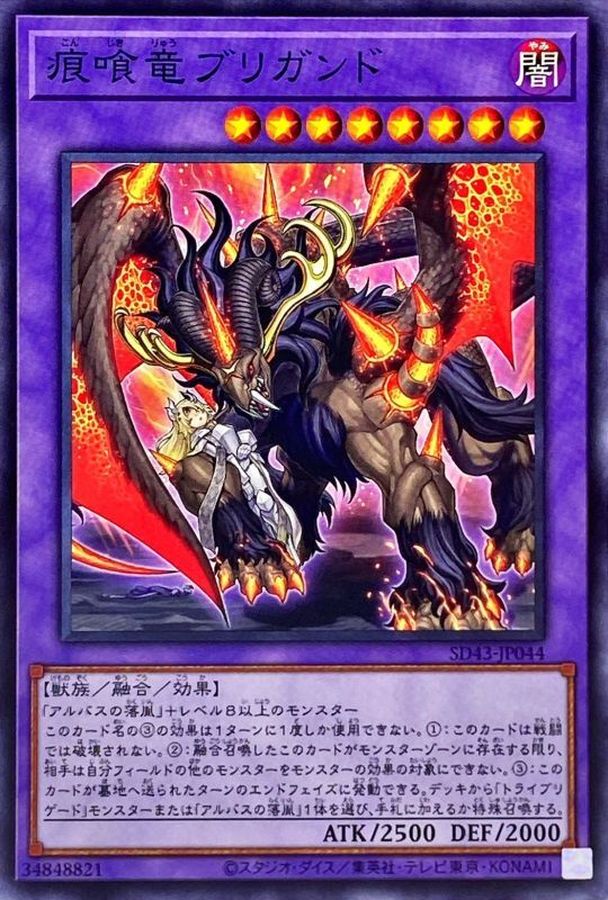 痕喰竜ブリガンド
こん じき りゅう
闇
やみ
SD43-JP044
【獣族／融合／効果】
「アルバスの落胤」+レベル8以上のモンスター
このカード名の③の効果は1ターンに1度しか使用できない。①：このカードは戦闘
では破壊されない。②：融合召喚したこのカードがモンスターゾーンに存在する限り、
相手は自分フィールドの他のモンスターをモンスターの効果の対象にできない。③：この
カードが墓地へ送られたターンのエンドフェイズに発動できる。デッキから「トライブリ
ゲード」モンスターまたは「アルバスの落胤」1体を選び、手札に加えるか特殊召喚する。
ATK/2500 DEF/2000
34848821 ©スタジオ・ダイス／集英社・テレビ東京・KONAMI